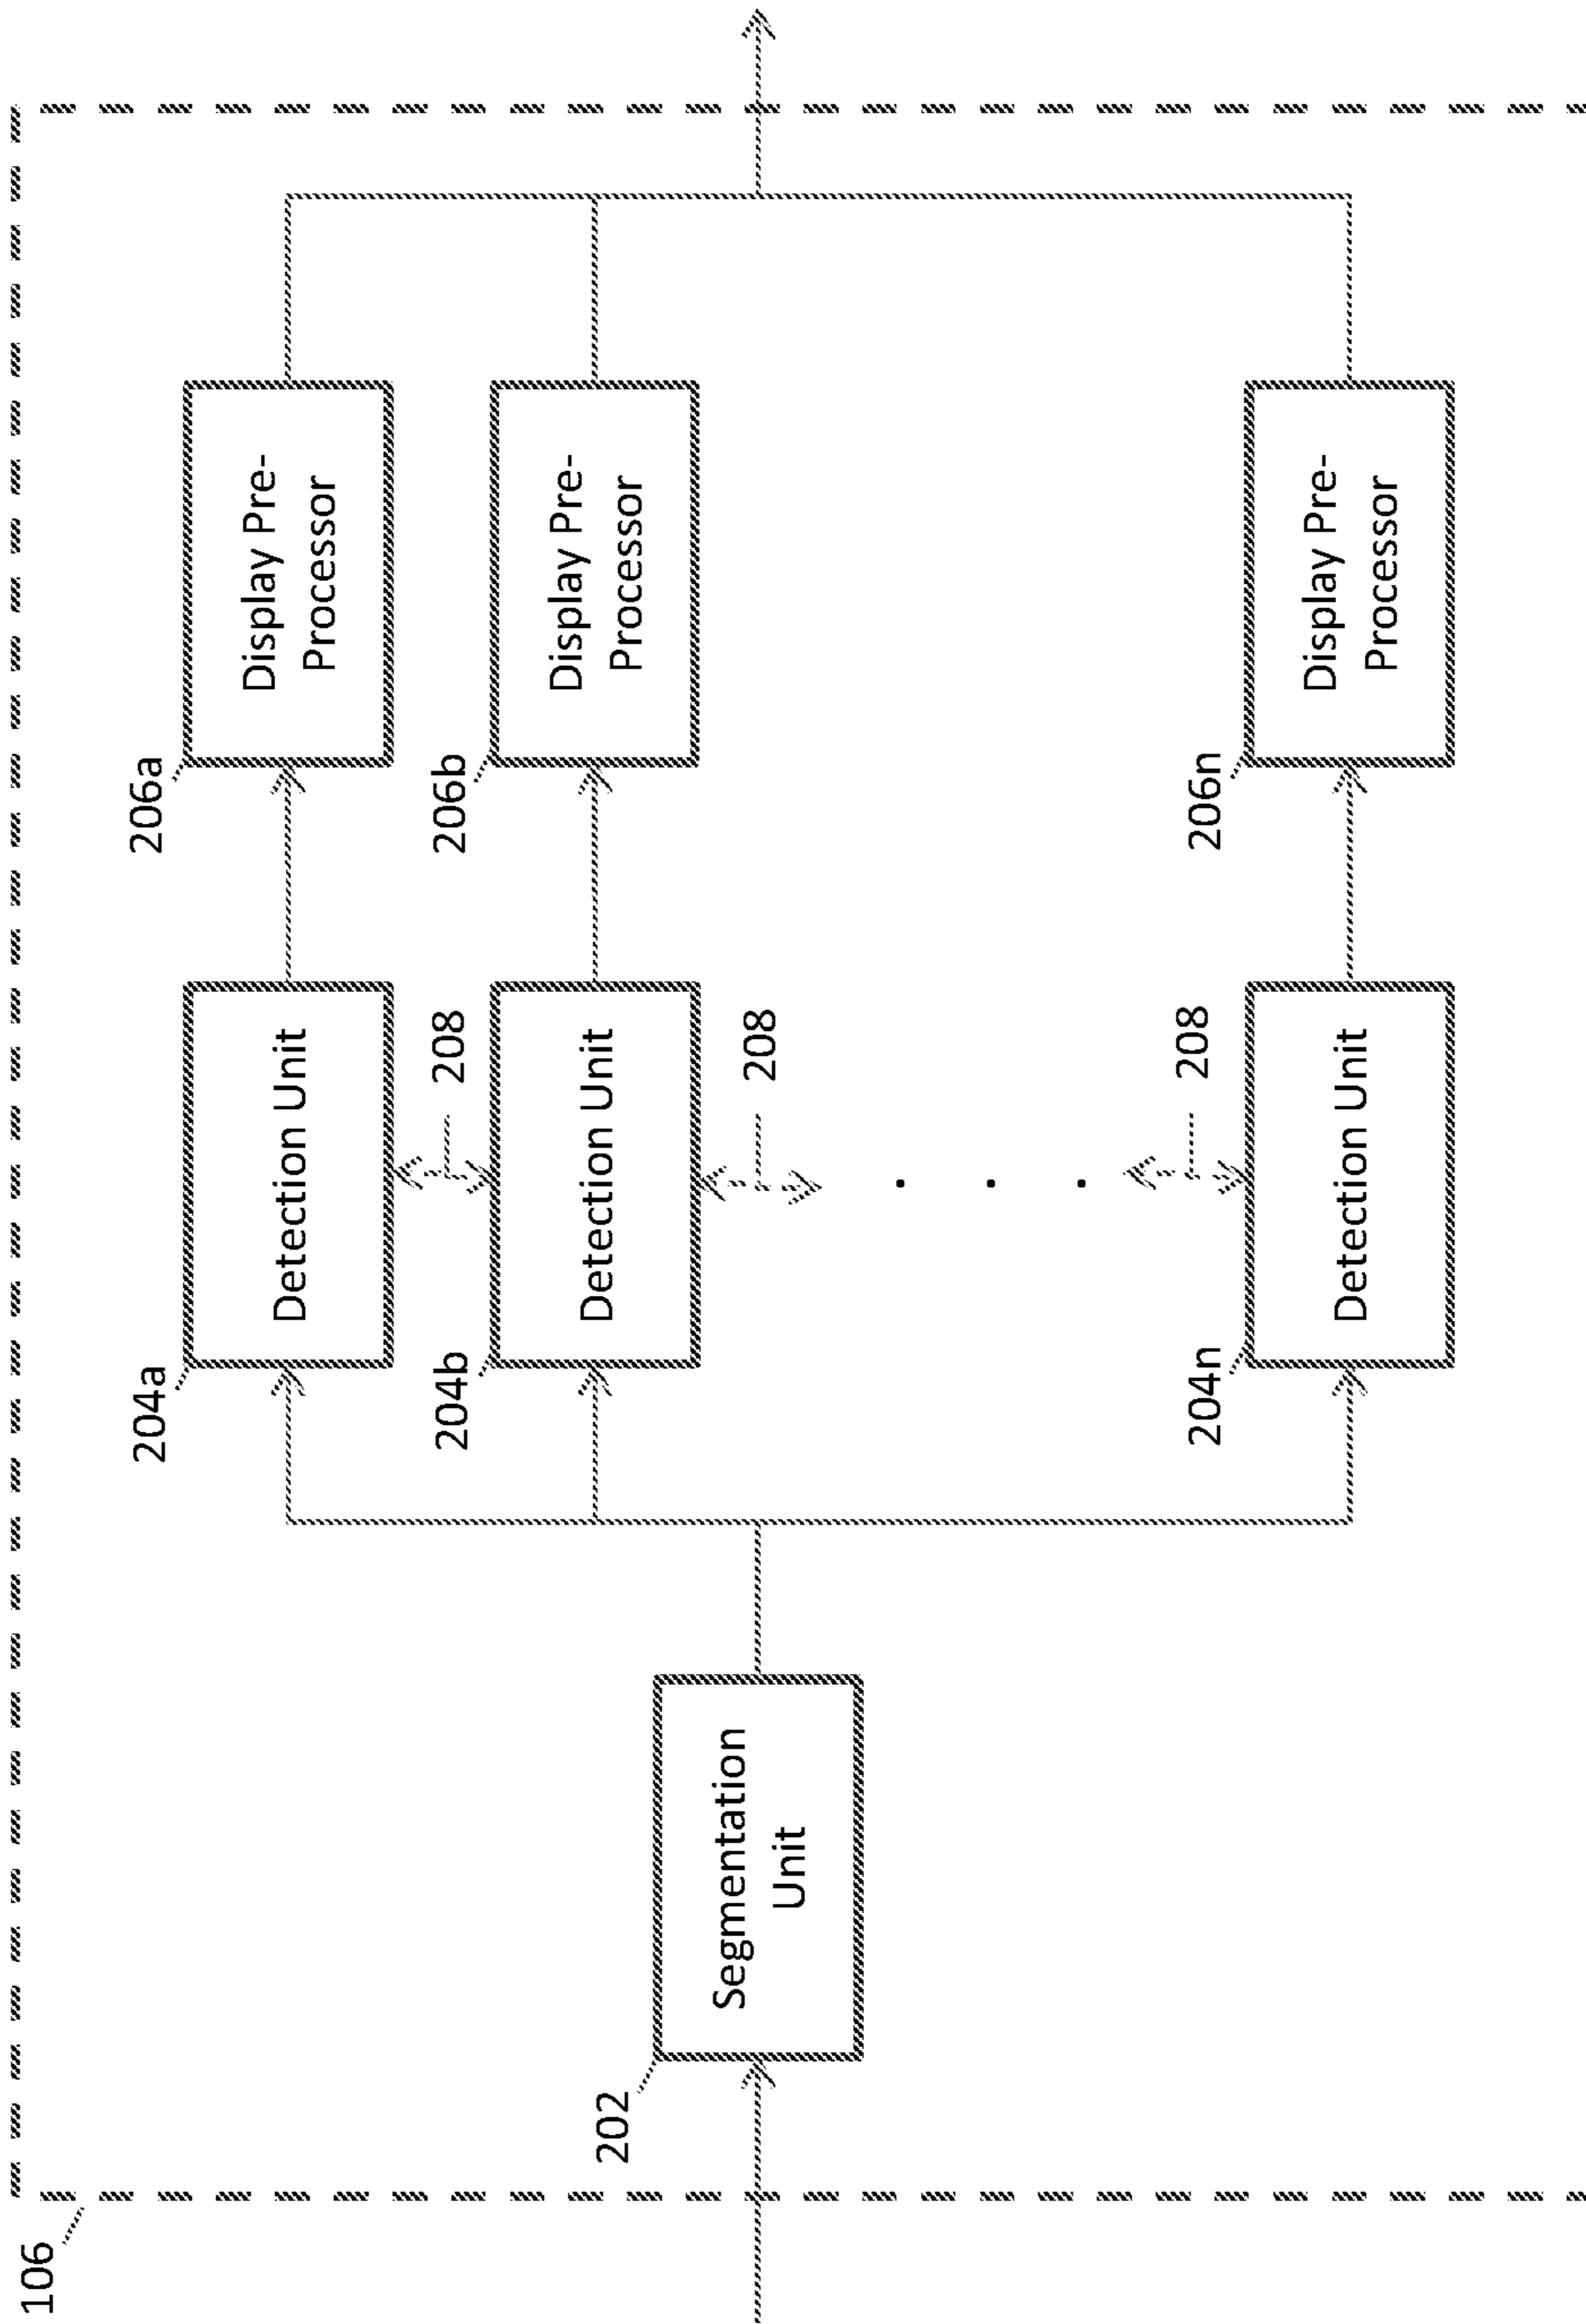 106
202
Segmentation
Unit
204a
Detection Unit
206a
Display Pre-
Processor
208
204b
Detection Unit
206b
Display Pre-
Processor
208
. . .
208
204n
Detection Unit
206n
Display Pre-
Processor